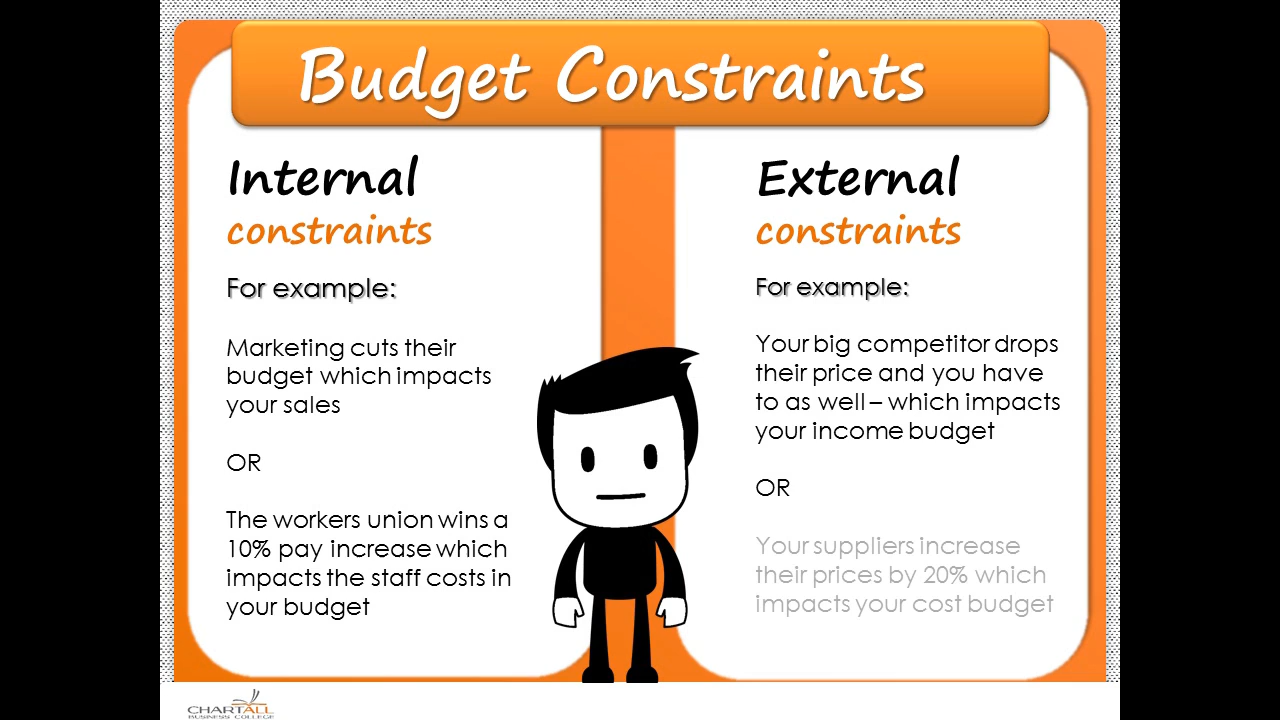 Budget Constraints
Internal
constraints
For example:
Marketing cuts their
budget which impacts
your sales
OR
The workers union wins a
10% pay increase which
impacts the staff costs in
your budget
External
constraints
For example:
Your big competitor drops
their price and you have
to as well – which impacts
your income budget
OR
Your suppliers increase
their prices by 20% which
impacts your cost budget
CHARTALL
BUSINESS COLLEGE